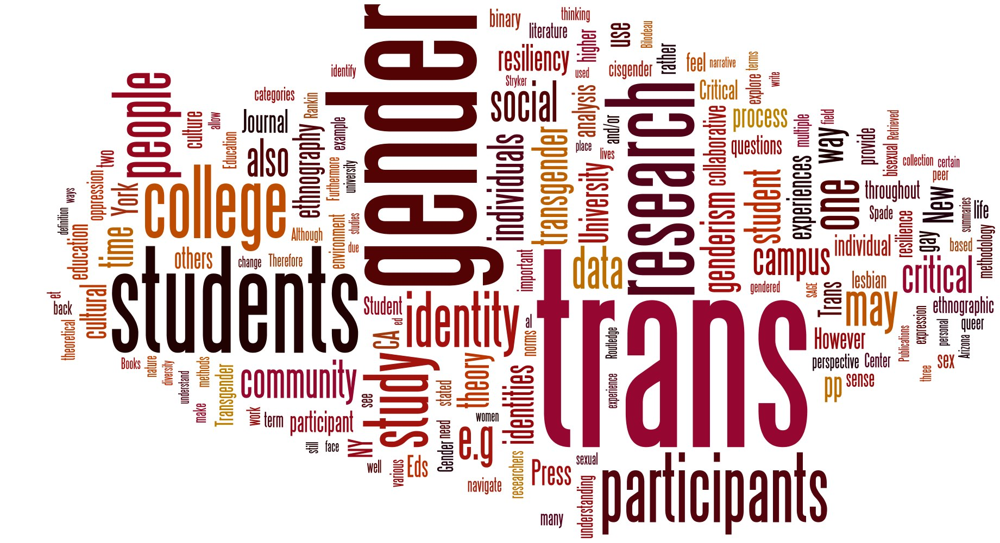 binary
thinking
literature
use
Bilodeau
higher
resiliency
rather
identify
used
cisgender
feel
narrative
terms
people
gender
Stryker
social
analysis
research
Critical
explore
write
categories
Rankin
Journal
culture
allow
example
and/or
collaborative
process
multiple
field
Retrieved
Education
also
ethnography
individuals
transgender
place
lives
questions
way
provide
bisexual
two
Furthermore
university
University
experiences
collection
certain
peer
oppression
York
college
student
one
throughout
New
ways
definition
genderism
Spade
summaries
life
education
time
Although
environment
studies
due
individual
resilience
gay
based
methodology
others
change
Therefore
important
data
campus
students
trans
gendered
SAGE
lesbian
critical
et
back
cultural
Student
identity
Trans
may
ethnographic
theoretical
ed
al
CA
norms
Routledge
However
expression
personal
queer
Arizona
Books
nature
diversity
understand
methods
Transgender
community
study
theory
identities
experience
perspective
Center
Publications
sex
three
pp
sense
see
stated
make
work
term
participant
women
still
face
NY
Gender
need
e.g
well
various
Eds
researchers
Press
sexual
participants
navigate
many
understanding